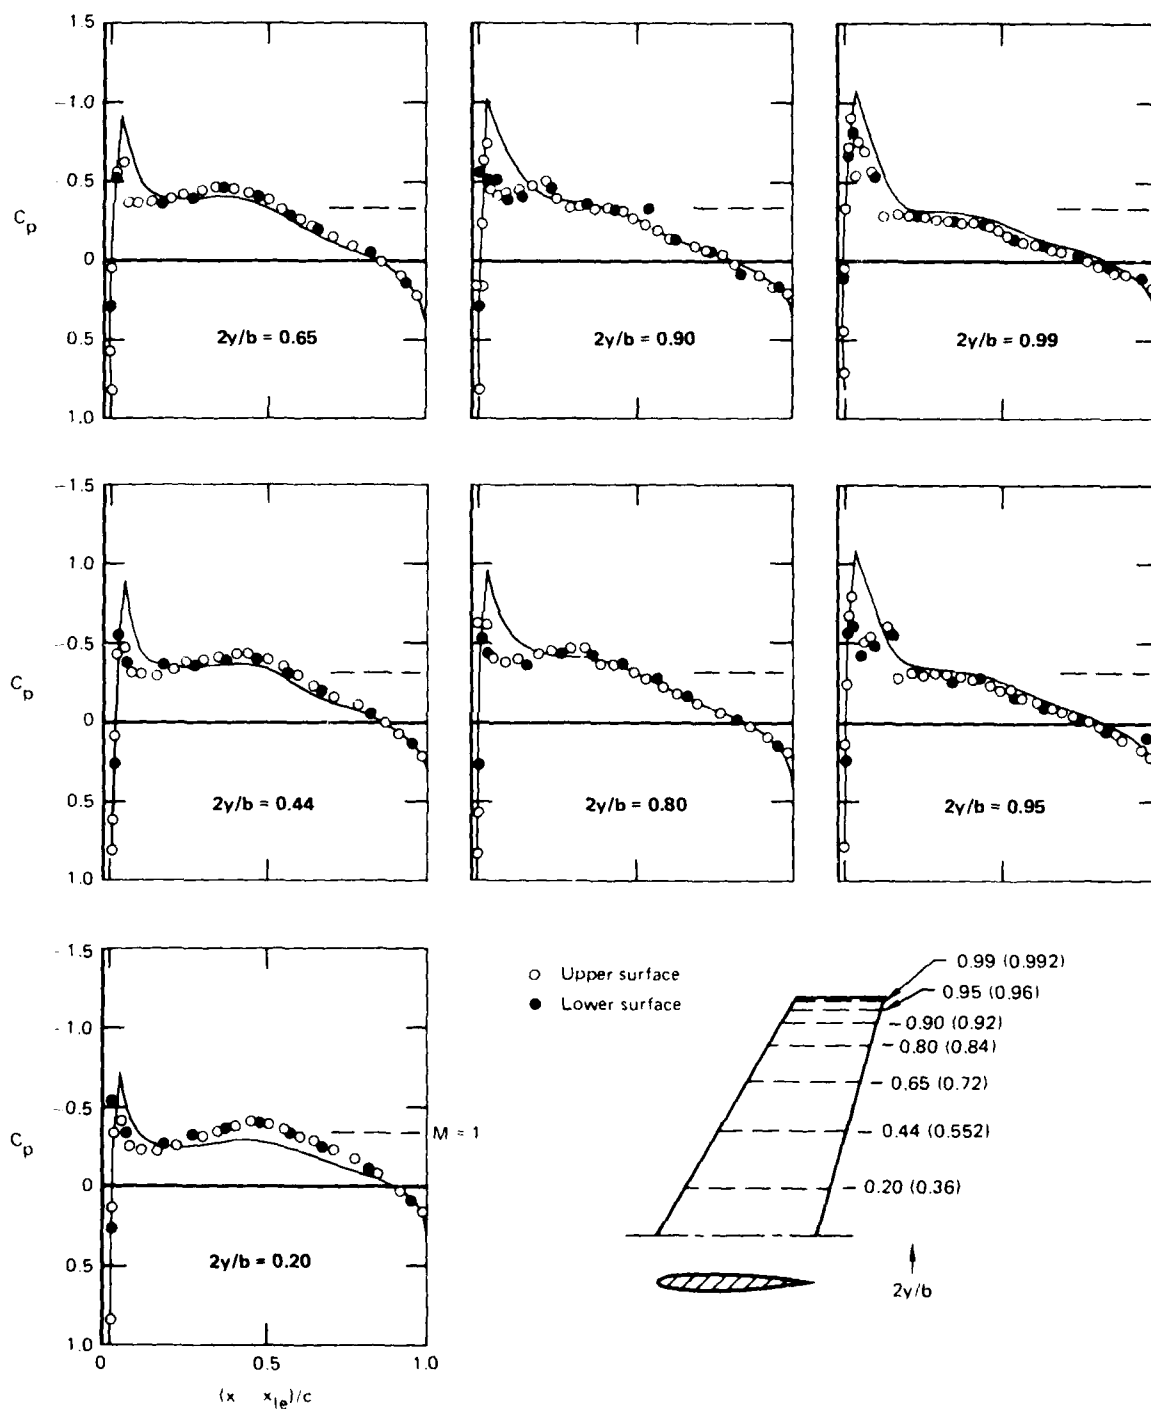 1.5
-1.0
-0.5
Cp
0
0.5
1.0
2y/b = 0.65
2y/b = 0.90
2y/b = 0.99
-1.5
1.0
-0.5
Cp
0
0.5
1.0
2y/b = 0.44
2y/b = 0.80
2y/b = 0.95
-1.5
-1.0
-0.5
Cp
0
0.5
1.0
M = 1
2y/b = 0.20
0
0.5
1.0
(x xle)/c
○ Upper surface
● Lower surface
0.99 (0.992)
0.95 (0.96)
0.90 (0.92)
0.80 (0.84)
0.65 (0.72)
0.44 (0.552)
0.20 (0.36)
2y/b